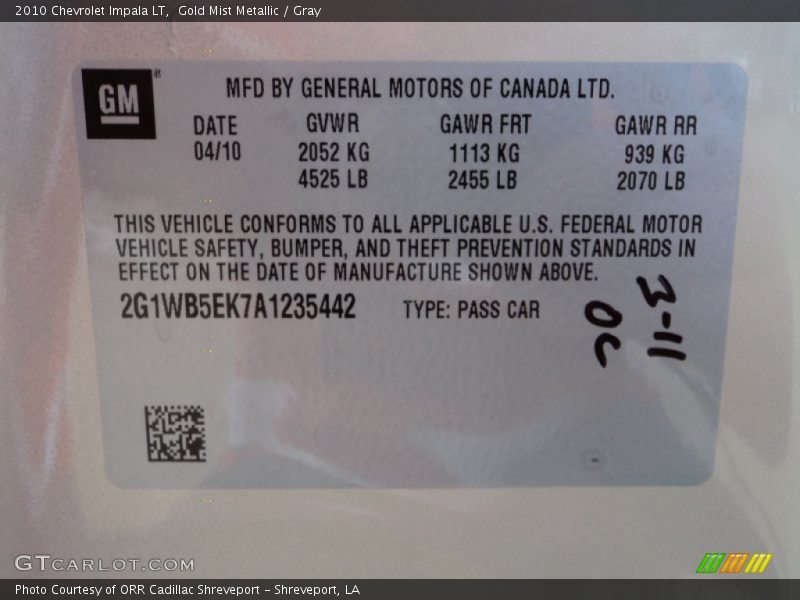 2010 Chevrolet Impala LT,  Gold Mist Metallic / Gray
GM®
MFD BY GENERAL MOTORS OF CANADA LTD.
DATE GVWR GAWR FRT GAWR RR
04/10 2052 KG 1113 KG 939 KG
4525 LB 2455 LB 2070 LB
THIS VEHICLE CONFORMS TO ALL APPLICABLE U.S. FEDERAL MOTOR
VEHICLE SAFETY, BUMPER, AND THEFT PREVENTION STANDARDS IN
EFFECT ON THE DATE OF MANUFACTURE SHOWN ABOVE.
2G1WB5EK7A1235442 TYPE: PASS CAR
3-11
OC
GTCARLOT.COM
Photo Courtesy of ORR Cadillac Shreveport - Shreveport, LA